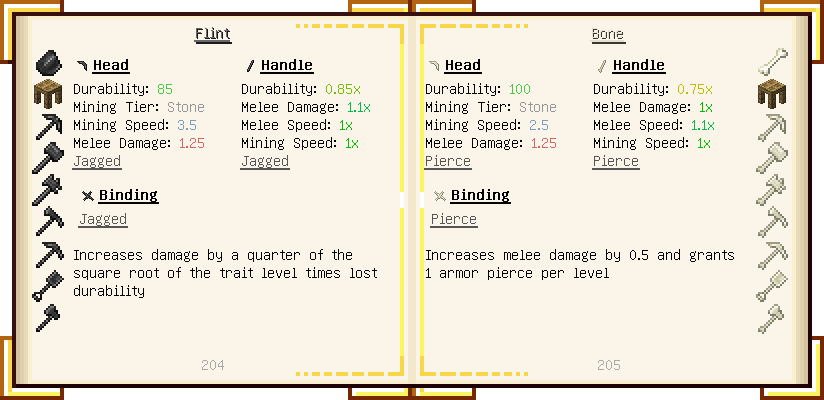 Flint
Head
Durability: 85
Mining Tier: Stone
Mining Speed: 3.5
Melee Damage: 1.25
Jagged
Handle
Durability: 0.85x
Melee Damage: 1.1x
Melee Speed: 1x
Mining Speed: 1x
Jagged
Binding
Jagged
Increases damage by a quarter of the
square root of the trait level times lost
durability
204
Bone
Head
Durability: 100
Mining Tier: Stone
Mining Speed: 2.5
Melee Damage: 1.25
Pierce
Handle
Durability: 0.75x
Melee Damage: 1x
Melee Speed: 1.1x
Mining Speed: 1x
Pierce
Binding
Pierce
Increases melee damage by 0.5 and grants
1 armor pierce per level
205